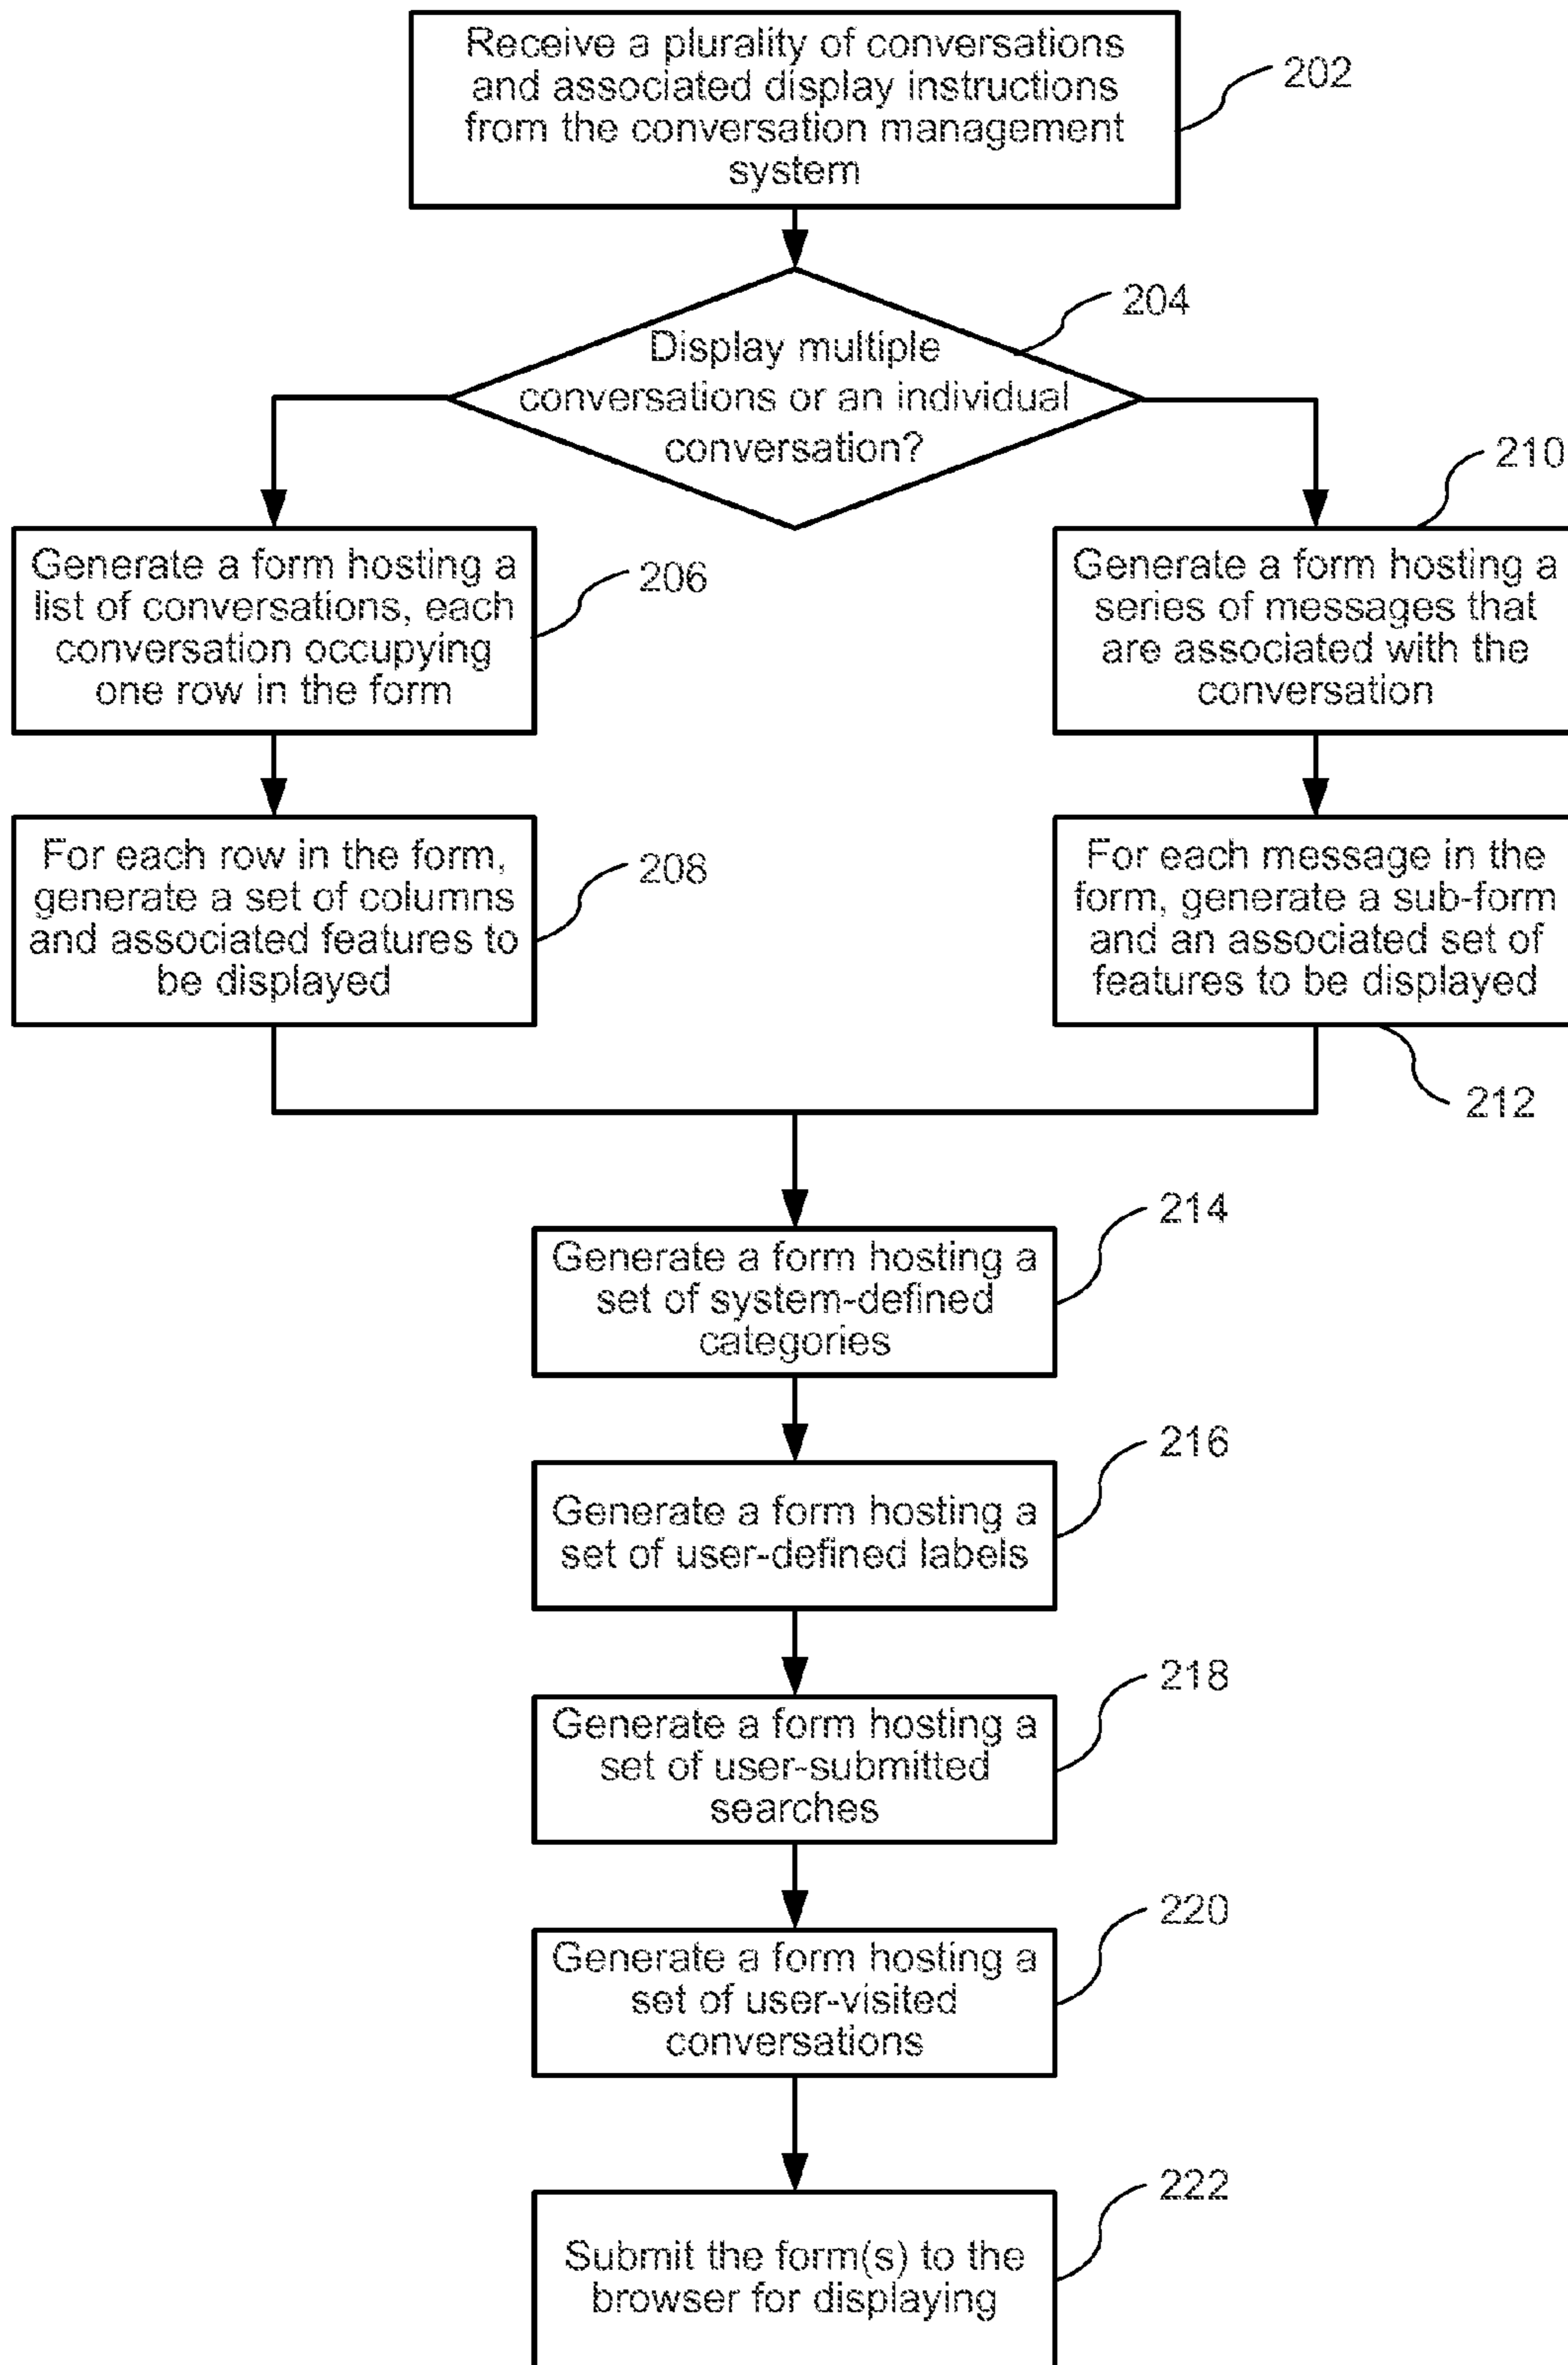 Receive a plurality of conversations
and associated display instructions
from the conversation management
system
202
204
Display multiple
conversations or an individual
conversation?
210
Generate a form hosting a
list of conversations, each
conversation occupying
one row in the form
206
Generate a form hosting a
series of messages that
are associated with the
conversation
For each row in the form,
generate a set of columns
and associated features to
be displayed
208
For each message in the
form, generate a sub-form
and an associated set of
features to be displayed
212
214
Generate a form hosting a
set of system-defined
categories
216
Generate a form hosting a
set of user-defined labels
218
Generate a form hosting a
set of user-submitted
searches
220
Generate a form hosting a
set of user-visited
conversations
222
Submit the form(s) to the
browser for displaying